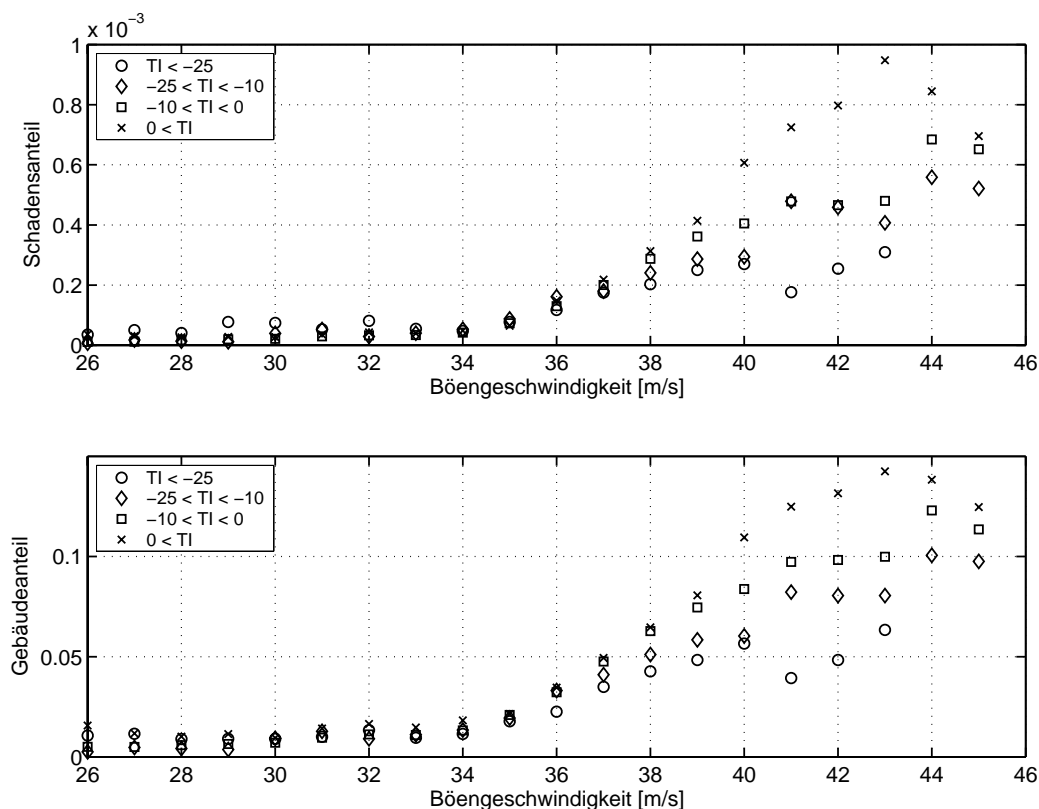 x 10⁻³
1
0.8
0.6
0.4
0.2
0
Schadensanteil
TI < −25
−25 < TI < −10
−10 < TI < 0
0 < TI
26 28 30 32 34 36 38 40 42 44 46
Böengeschwindigkeit [m/s]
0.1
0.05
0
Gebäudeanteil
TI < −25
−25 < TI < −10
−10 < TI < 0
0 < TI
26 28 30 32 34 36 38 40 42 44 46
Böengeschwindigkeit [m/s]